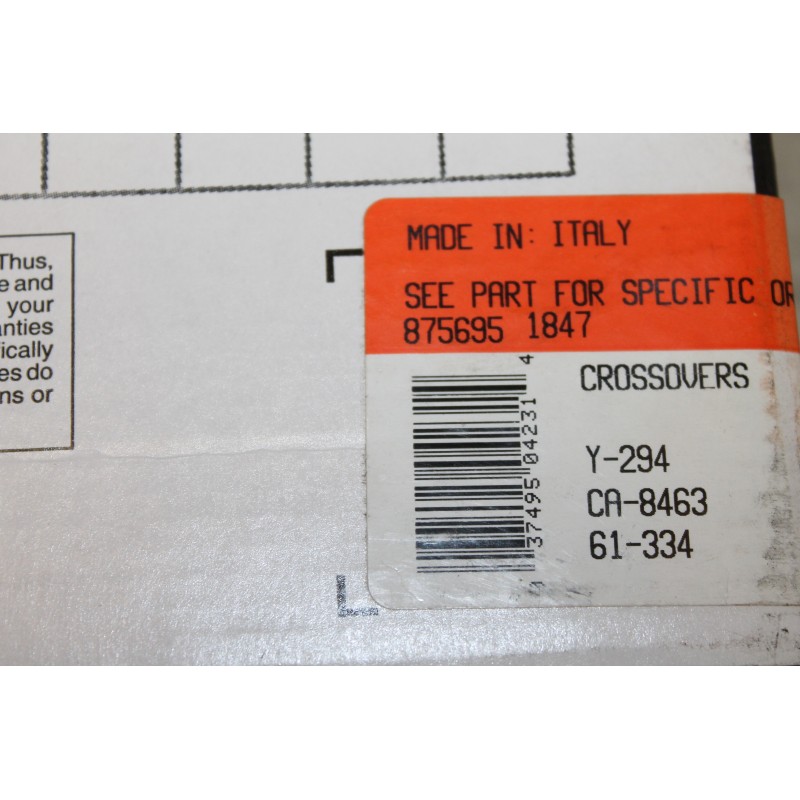 Thus,
e and
your
anties
fically
es do
ns or
MADE IN: ITALY
SEE PART FOR SPECIFIC OR
875695 1847
CROSSOVERS
Y-294
CA-8463
61-334
37495 04231
4